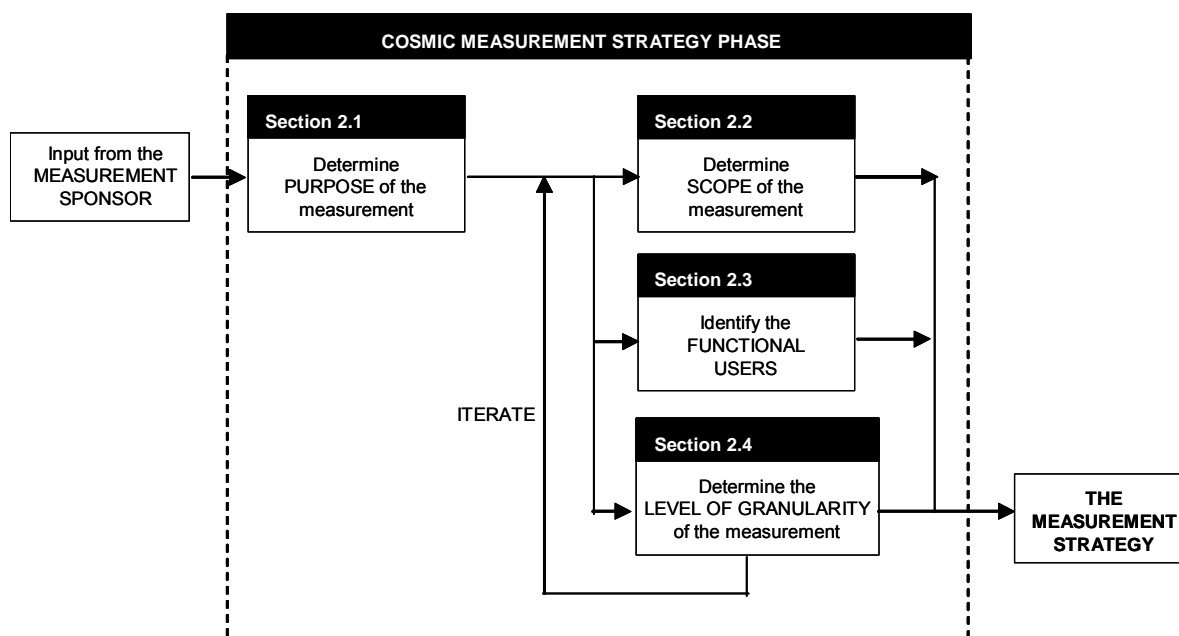 COSMIC MEASUREMENT STRATEGY PHASE
Input from the
MEASUREMENT
SPONSOR
Section 2.1
Determine
PURPOSE of the
measurement
Section 2.2
Determine
SCOPE of the
measurement
Section 2.3
Identify the
FUNCTIONAL
USERS
ITERATE
Section 2.4
Determine the
LEVEL OF GRANULARITY
of the measurement
THE
MEASUREMENT
STRATEGY